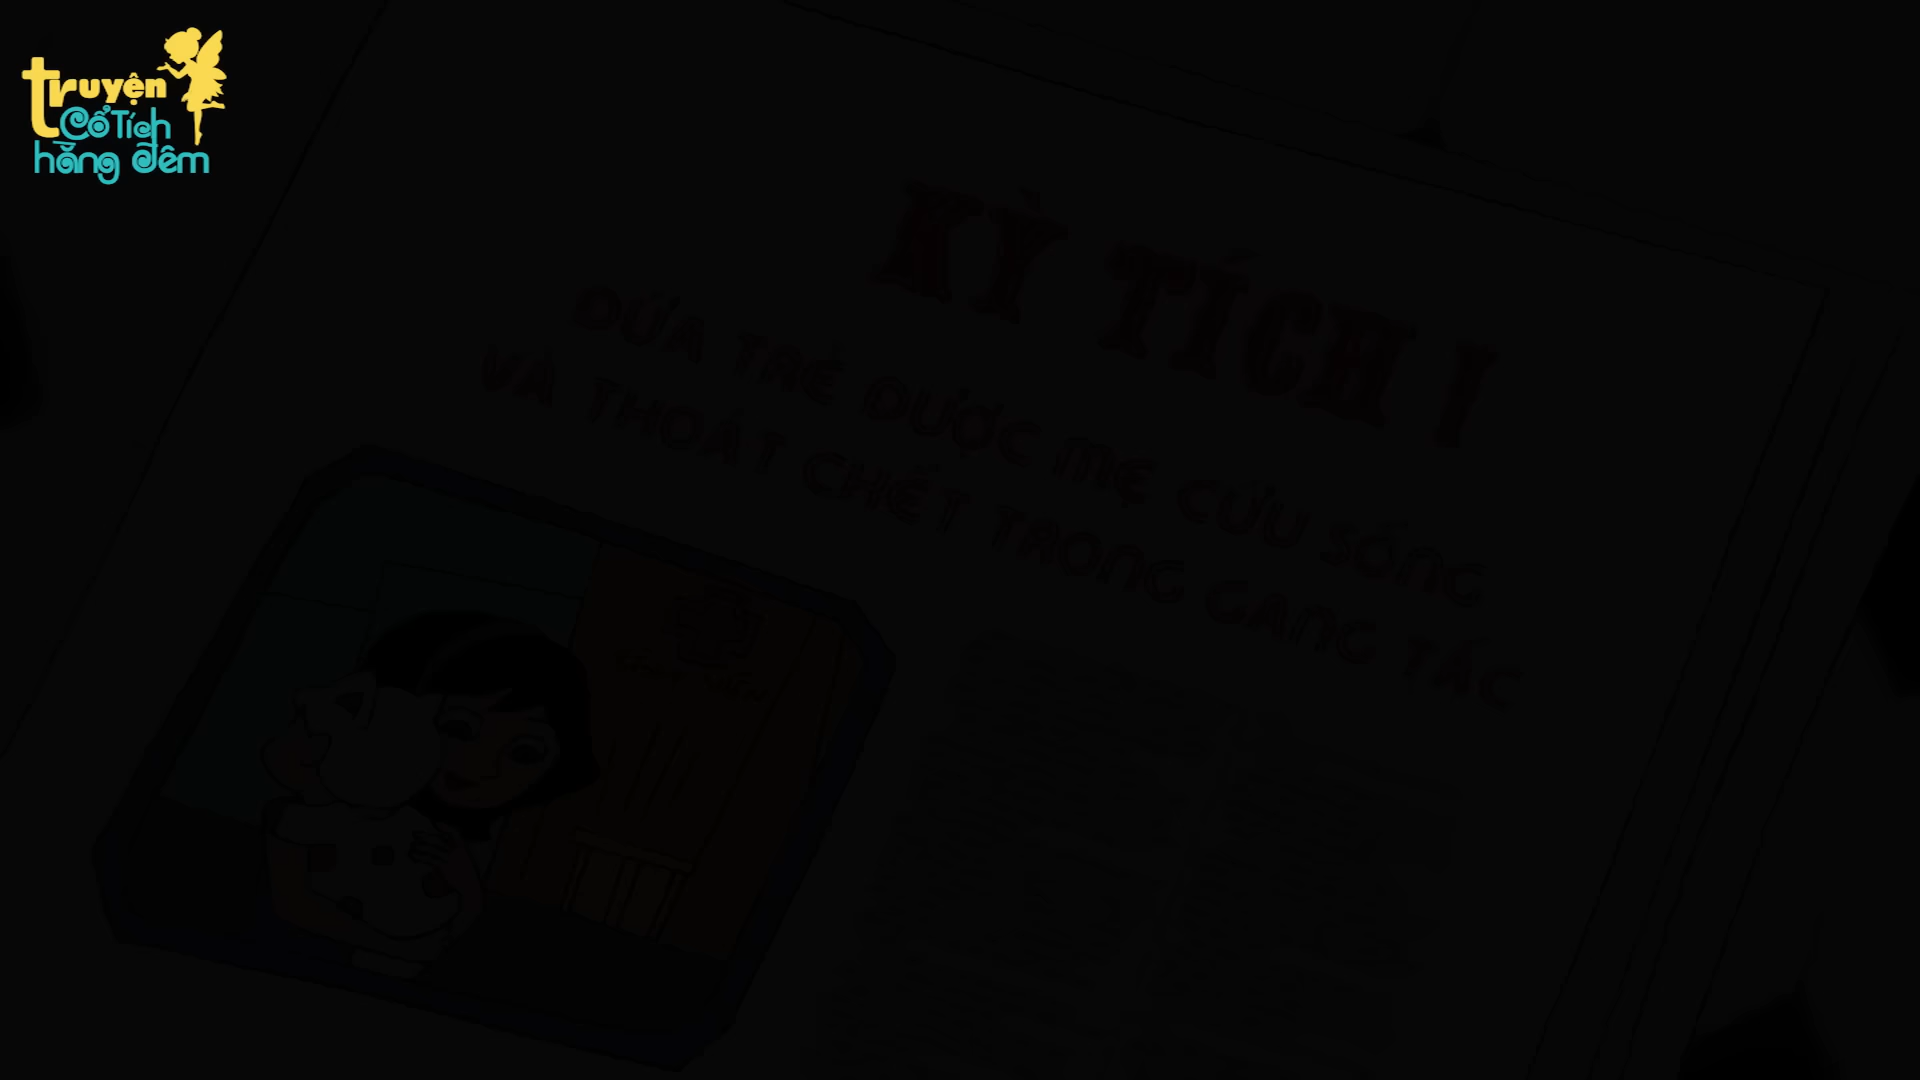 truyện
Cổ Tích
hằng đêm
KỲ TÍCH !
ĐỨA TRẺ ĐƯỢC MẸ CỨU SỐNG
VÀ THOÁT CHẾT TRONG GANG TẤC